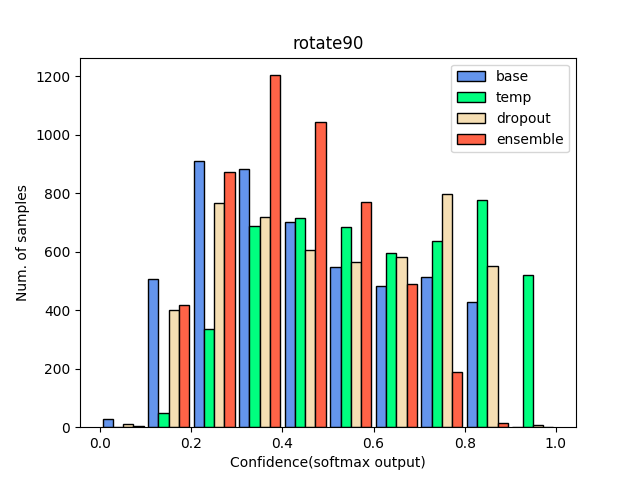 rotate90
base
temp
dropout
ensemble
1200
1000
800
600
400
200
0
Num. of samples
0.0 0.2 0.4 0.6 0.8 1.0
Confidence(softmax output)